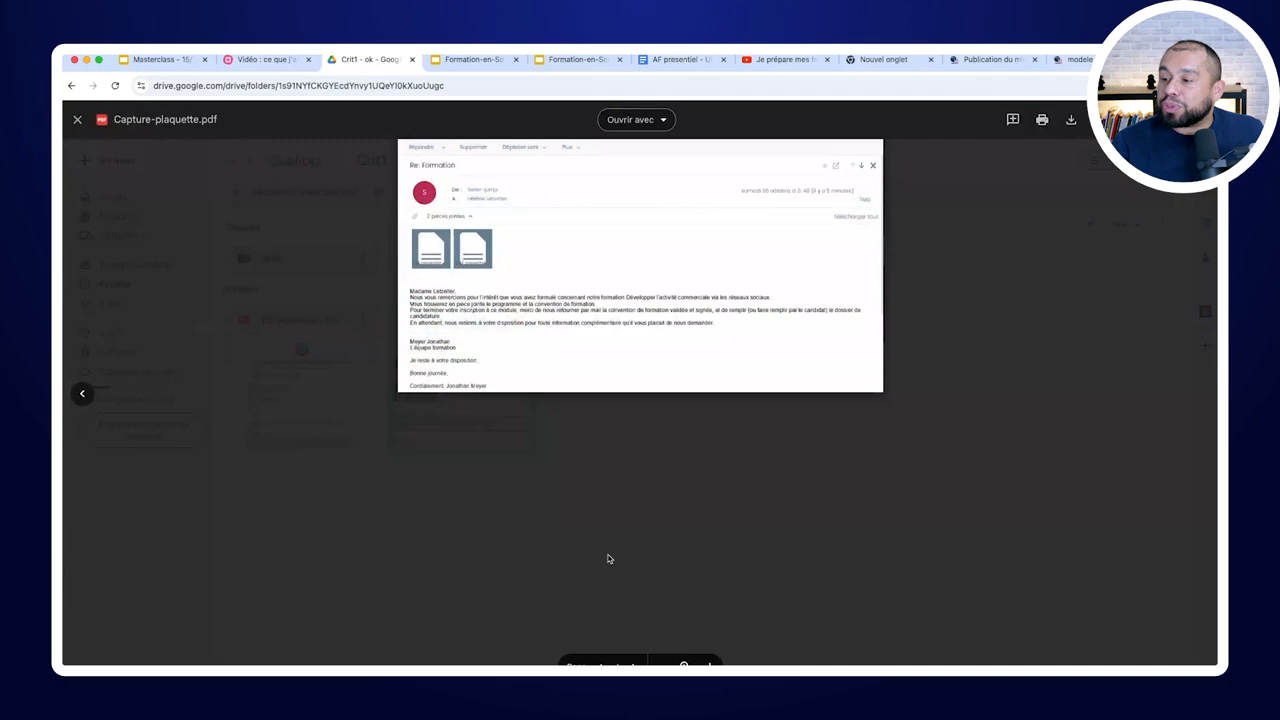 Masterclass - 15/
Vidéo : ce que j'a
Crit1 - ok - Goog
Formation-en-So
Formation-en-So
AF presentiel - U
Je prépare mes f
Nouvel onglet
Publication du m
modele
drive.google.com/drive/folders/1s91NYfCKGYEcdYnvy1UQeYl0kXuoUugc
Capture-plaquette.pdf
Ouvrir avec
Répondre
Supprimer
Déplacer vers
Plus
Re: Formation
S
De :
A :
2 pièces jointes
Télécharger tout
Madame Letzelter,
Nous vous remercions pour l'intérêt que vous avez formulé concernant notre formation Développer l'activité commerciale via les réseaux sociaux.
Vous trouverez en pièce jointe le programme et la convention de formation.
Pour terminer votre inscription à ce module, merci de nous retourner par mail la convention de formation validée et signée, et de remplir (ou faire remplir par le candidat) le dossier de
candidature
En attendant, nous restons à votre disposition pour toute information complémentaire qu'il vous plairait de nous demander.
Meyer Jonathan
L'équipe formation
Je reste à votre disposition,
Bonne journée,
Cordialement, Jonathan Meyer